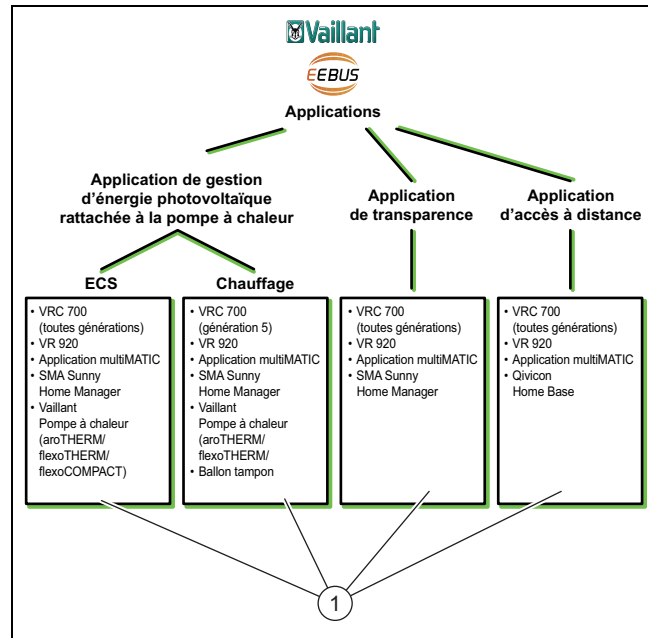 Vaillant
EEBUS
Applications
Application de gestion
d'énergie photovoltaïque
rattachée à la pompe à chaleur
Application
de transparence
Application
d'accès à distance
ECS
• VRC 700
(toutes générations)
• VR 920
• Application multiMATIC
• SMA Sunny
Home Manager
• Vaillant
Pompe à chaleur
(aroTHERM/
flexoTHERM/
flexoCOMPACT)
Chauffage
• VRC 700
(génération 5)
• VR 920
• Application multiMATIC
• SMA Sunny
Home Manager
• Vaillant
Pompe à chaleur
(aroTHERM/
flexoTHERM/
• Ballon tampon
• VRC 700
(toutes générations)
• VR 920
• Application multiMATIC
• SMA Sunny
Home Manager
• VRC 700
(toutes générations)
• VR 920
• Application multiMATIC
• Qivicon
Home Base
1